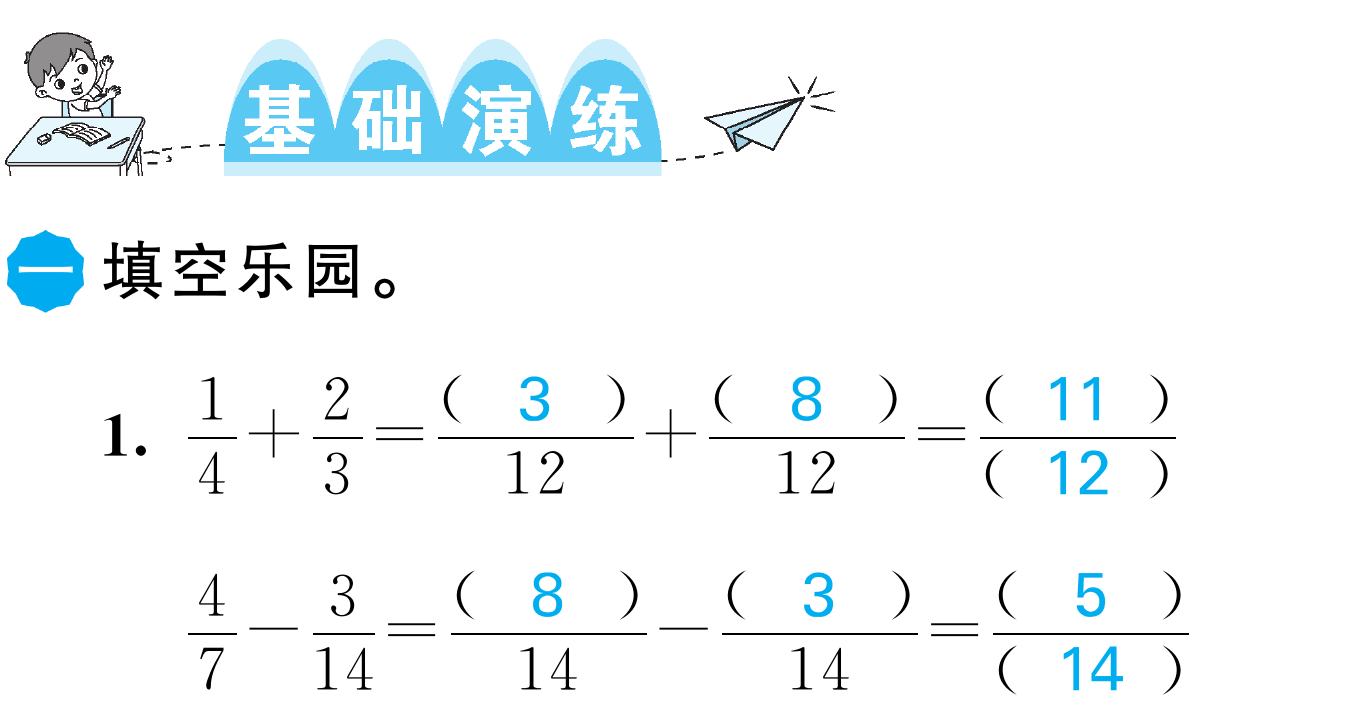 基础演练
一 填空乐园。
1. 1/4 + 2/3 = ( 3 )/12 + ( 8 )/12 = ( 11 )/( 12 )
4/7 - 3/14 = ( 8 )/14 - ( 3 )/14 = ( 5 )/( 14 )